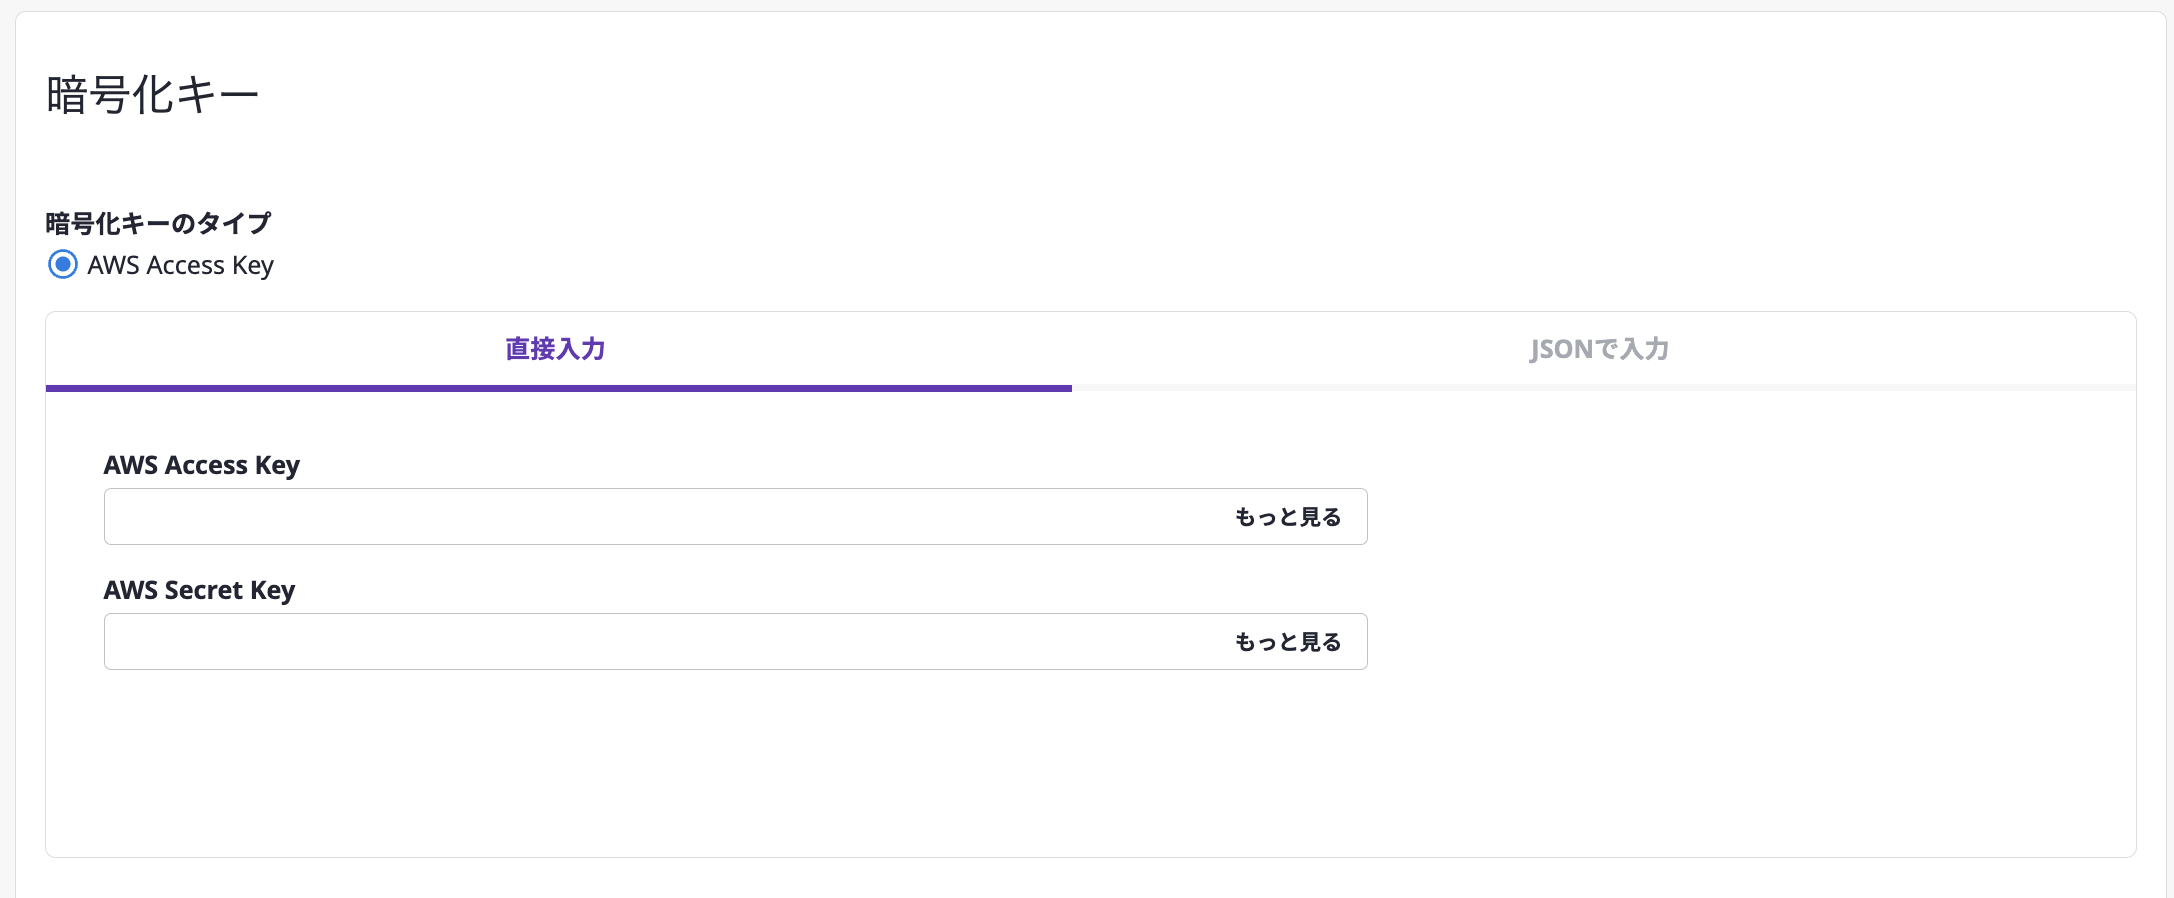 暗号化キー
暗号化キーのタイプ
AWS Access Key
直接入力
JSONで入力
AWS Access Key
もっと見る
AWS Secret Key
もっと見る